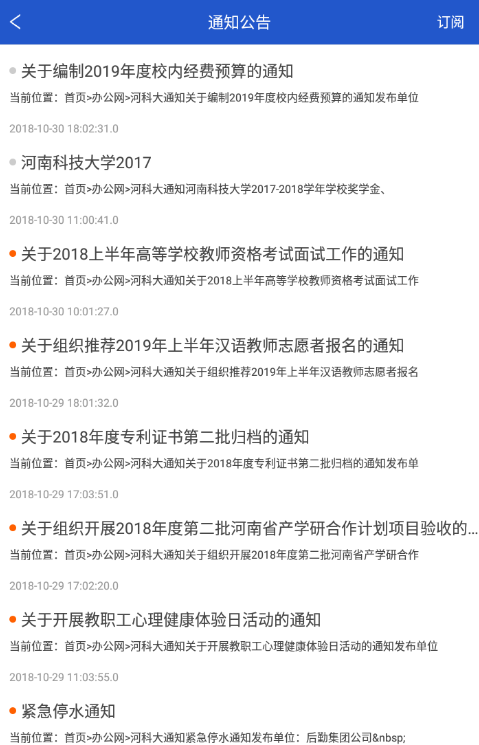 通知公告
订阅
关于编制2019年度校内经费预算的通知
当前位置：首页>办公网>河科大通知关于编制2019年度校内经费预算的通知发布单位
2018-10-30 18:02:31.0
河南科技大学2017
当前位置：首页>办公网>河科大通知河南科技大学2017-2018学年学校奖学金、
2018-10-30 11:00:41.0
关于2018上半年高等学校教师资格考试面试工作的通知
当前位置：首页>办公网>河科大通知关于2018上半年高等学校教师资格考试面试工作
2018-10-30 10:01:27.0
关于组织推荐2019年上半年汉语教师志愿者报名的通知
当前位置：首页>办公网>河科大通知关于组织推荐2019年上半年汉语教师志愿者报名
2018-10-29 18:01:32.0
关于2018年度专利证书第二批归档的通知
当前位置：首页>办公网>河科大通知关于2018年度专利证书第二批归档的通知发布单
2018-10-29 17:03:51.0
关于组织开展2018年度第二批河南省产学研合作计划项目验收的...
当前位置：首页>办公网>河科大通知关于组织开展2018年度第二批河南省产学研合作
2018-10-29 17:02:20.0
关于开展教职工心理健康体验日活动的通知
当前位置：首页>办公网>河科大通知关于开展教职工心理健康体验日活动的通知发布单位
2018-10-29 11:03:55.0
紧急停水通知
当前位置：首页>办公网>河科大通知紧急停水通知发布单位：后勤集团公司&nbsp;